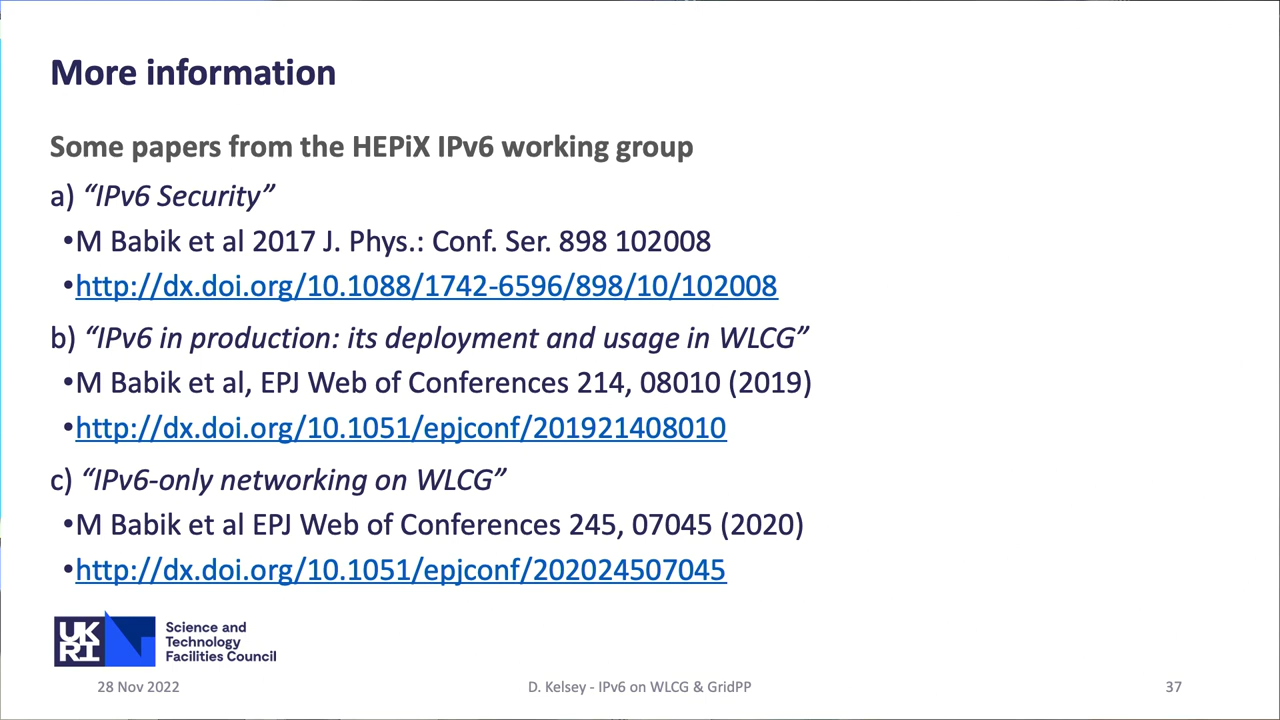 More information
Some papers from the HEPiX IPv6 working group
a) “IPv6 Security”
•M Babik et al 2017 J. Phys.: Conf. Ser. 898 102008
•http://dx.doi.org/10.1088/1742-6596/898/10/102008
b) “IPv6 in production: its deployment and usage in WLCG”
•M Babik et al, EPJ Web of Conferences 214, 08010 (2019)
•http://dx.doi.org/10.1051/epjconf/201921408010
c) “IPv6-only networking on WLCG”
•M Babik et al EPJ Web of Conferences 245, 07045 (2020)
•http://dx.doi.org/10.1051/epjconf/202024507045
UK
RI
Science and
Technology
Facilities Council
28 Nov 2022
D. Kelsey - IPv6 on WLCG & GridPP
37